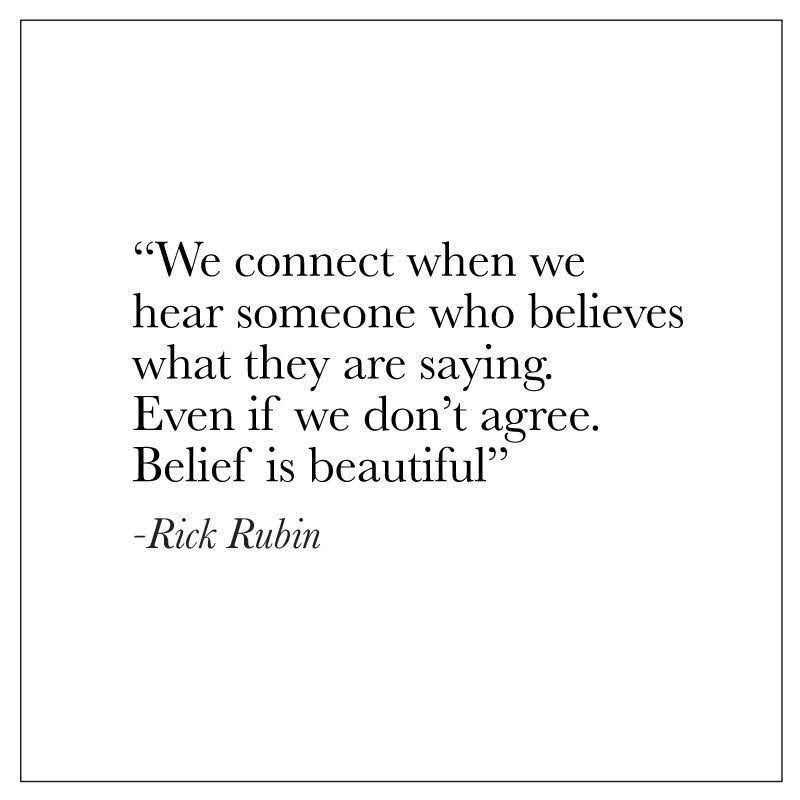 “We connect when we
hear someone who believes
what they are saying.
Even if we don’t agree.
Belief is beautiful”
-Rick Rubin